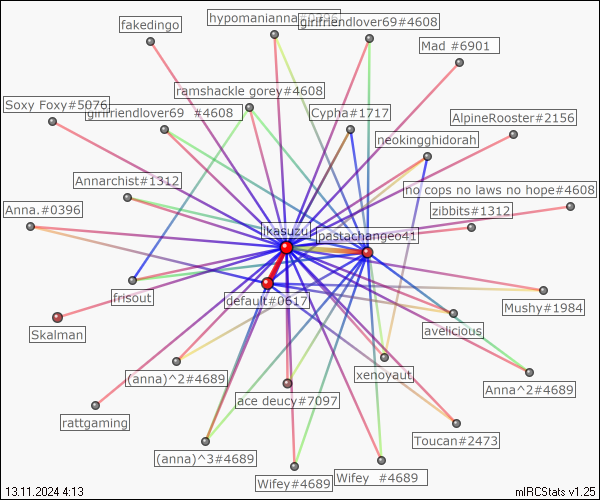 hypomanianna#0396
girlfriendlover69#4608
fakedingo
Mad #6901
ramshackle gorey#4608
Soxy Foxy#5076
girlfriendlover69 #4608
Cypha#1717
AlpineRooster#2156
neokingghidorah
Annarchist#1312
no cops no laws no hope#4608
Anna.#0396
zibbits#1312
ikasuzu
pastachangeo41
frisout
default#0617
Mushy#1984
Skalman
avelicious
(anna)^2#4689
xenoyaut
Anna^2#4689
ace deucy#7097
rattgaming
Toucan#2473
(anna)^3#4689
Wifey#4689
Wifey #4689
13.11.2024 4:13
mIRCStats v1.25